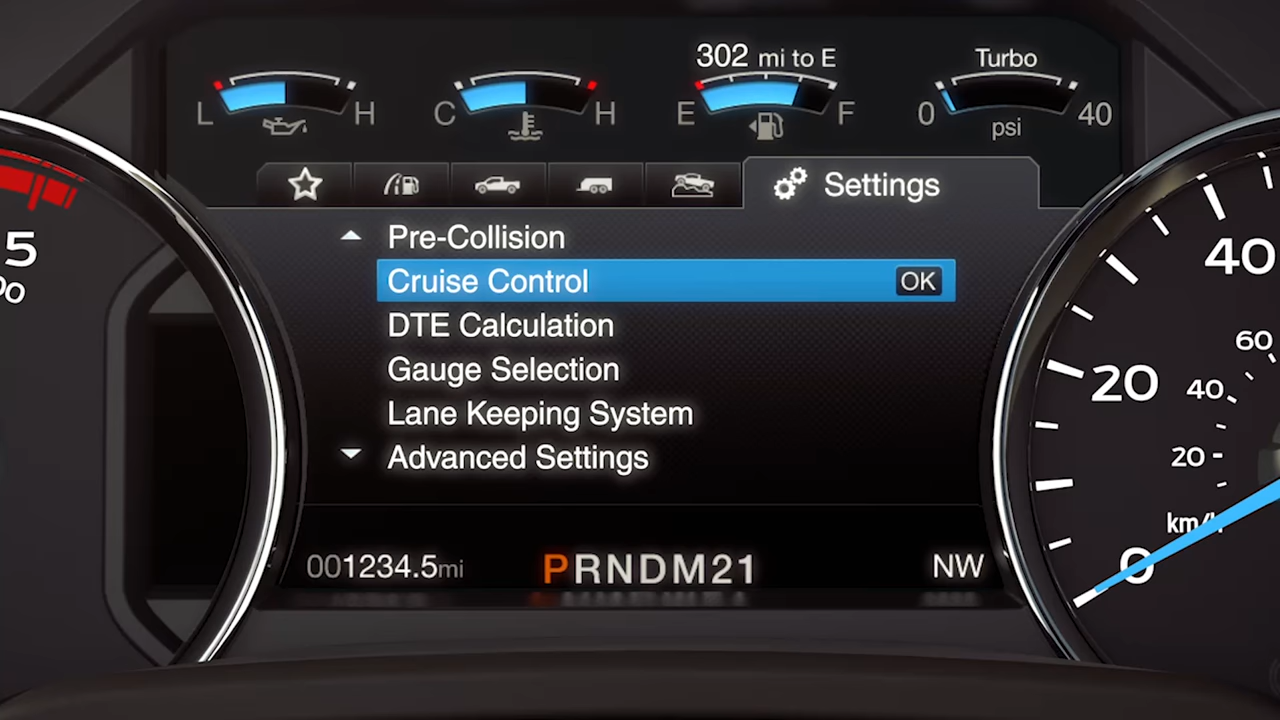 302 mi to E
Turbo
L H
C H
E F
0 40
psi
Settings
Pre-Collision
Cruise Control OK
DTE Calculation
Gauge Selection
Lane Keeping System
Advanced Settings
001234.5mi
PRNDM21
NW
5
40
60
20
40
20
km/h
0